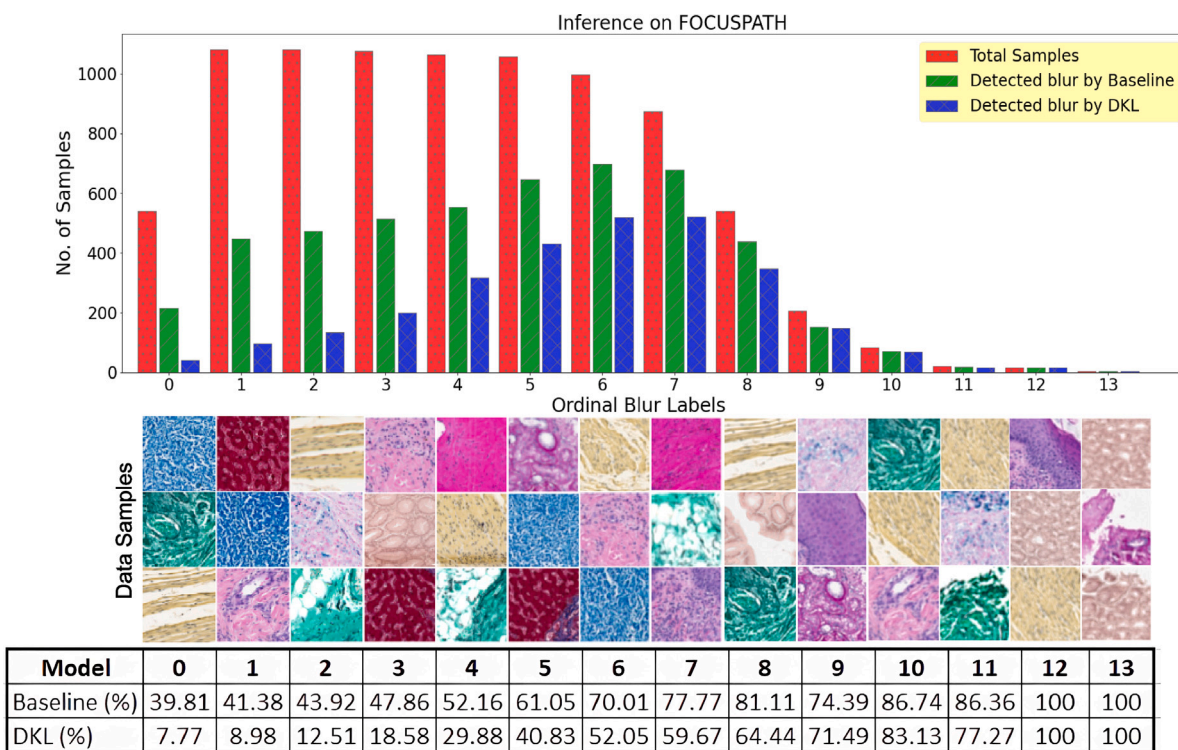 Inference on FOCUSPATH
Total Samples
Detected blur by Baseline
Detected blur by DKL
No. of Samples
1000
800
600
400
200
0
0 1 2 3 4 5 6 7 8 9 10 11 12 13
Ordinal Blur Labels
Data Samples
Model 0 1 2 3 4 5 6 7 8 9 10 11 12 13
Baseline (%) 39.81 41.38 43.92 47.86 52.16 61.05 70.01 77.77 81.11 74.39 86.74 86.36 100 100
DKL (%) 7.77 8.98 12.51 18.58 29.88 40.83 52.05 59.67 64.44 71.49 83.13 77.27 100 100